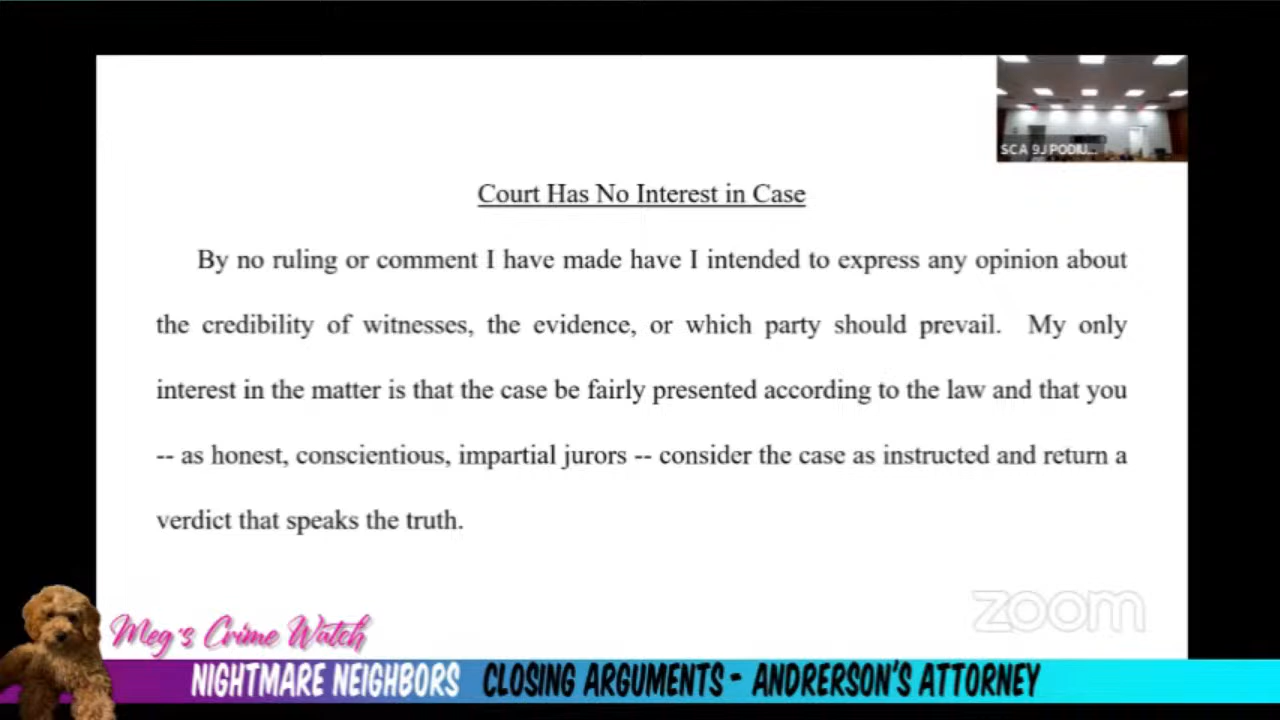 SCA 9J PODIU...
Court Has No Interest in Case
By no ruling or comment I have made have I intended to express any opinion about
the credibility of witnesses, the evidence, or which party should prevail. My only
interest in the matter is that the case be fairly presented according to the law and that you
-- as honest, conscientious, impartial jurors -- consider the case as instructed and return a
verdict that speaks the truth.
zoom
Meg's Crime Watch
NIGHTMARE NEIGHBORS CLOSING ARGUMENTS - ANDRERSON'S ATTORNEY